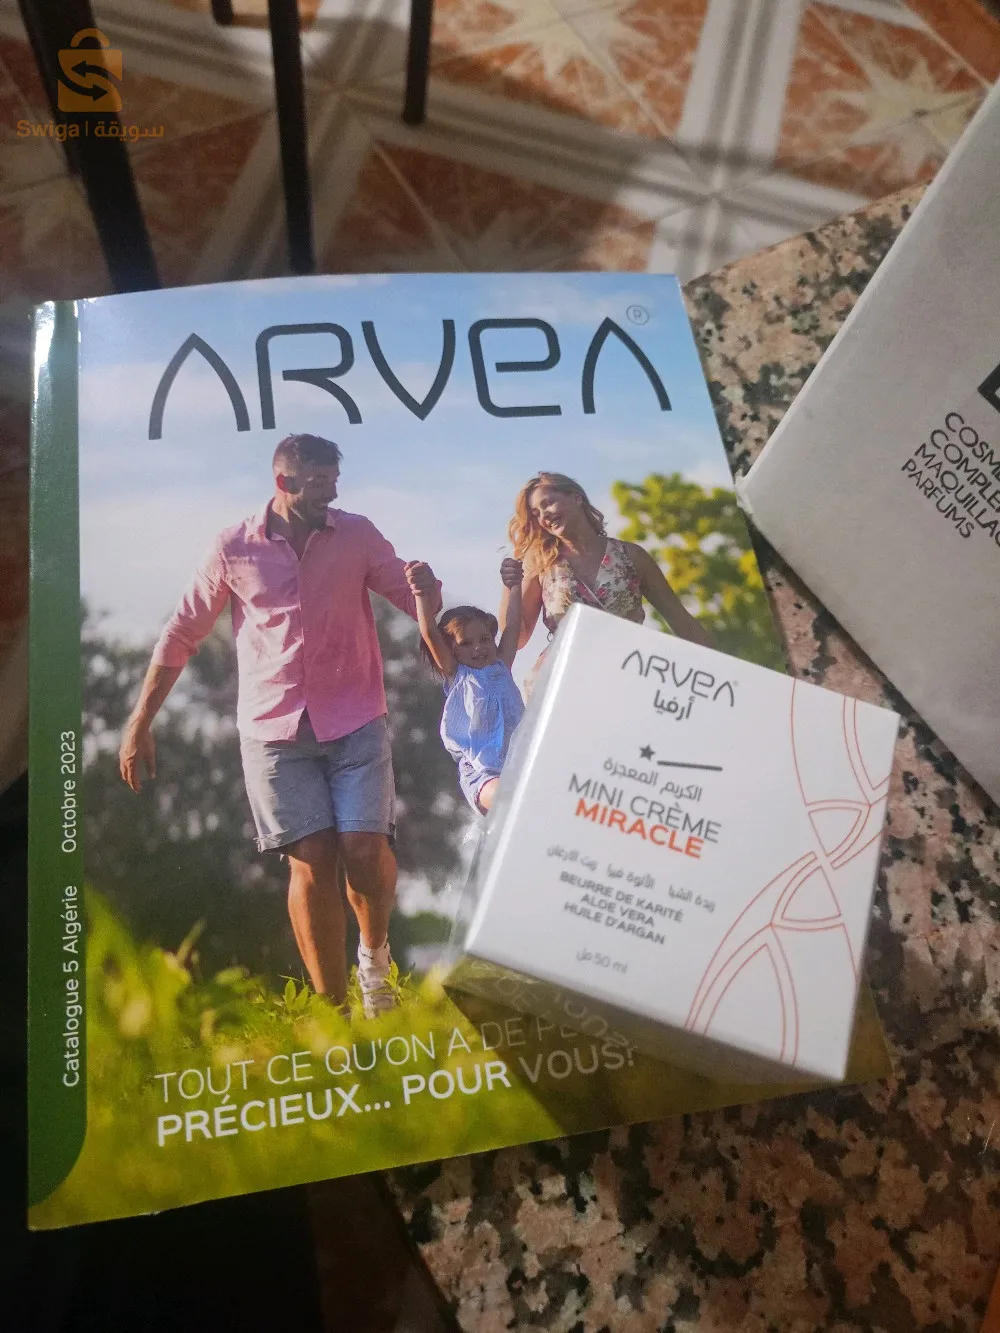 Swiga | سويقة
ARVEA
®
COSME
COMPLE
MAQUILLAG
PARFUMS
Catalogue 5 Algérie Octobre 2023
ARVEA
أرفيا
الكريم المعجزة
MINI CRÈME
MIRACLE
زبدة الشيا الألوة فيرا زيت الأرغان
BEURRE DE KARITÉ
ALOE VERA
HUILE D'ARGAN
50 ml مل
TOUT CE QU'ON A DE
PRÉCIEUX... POUR VOUS!